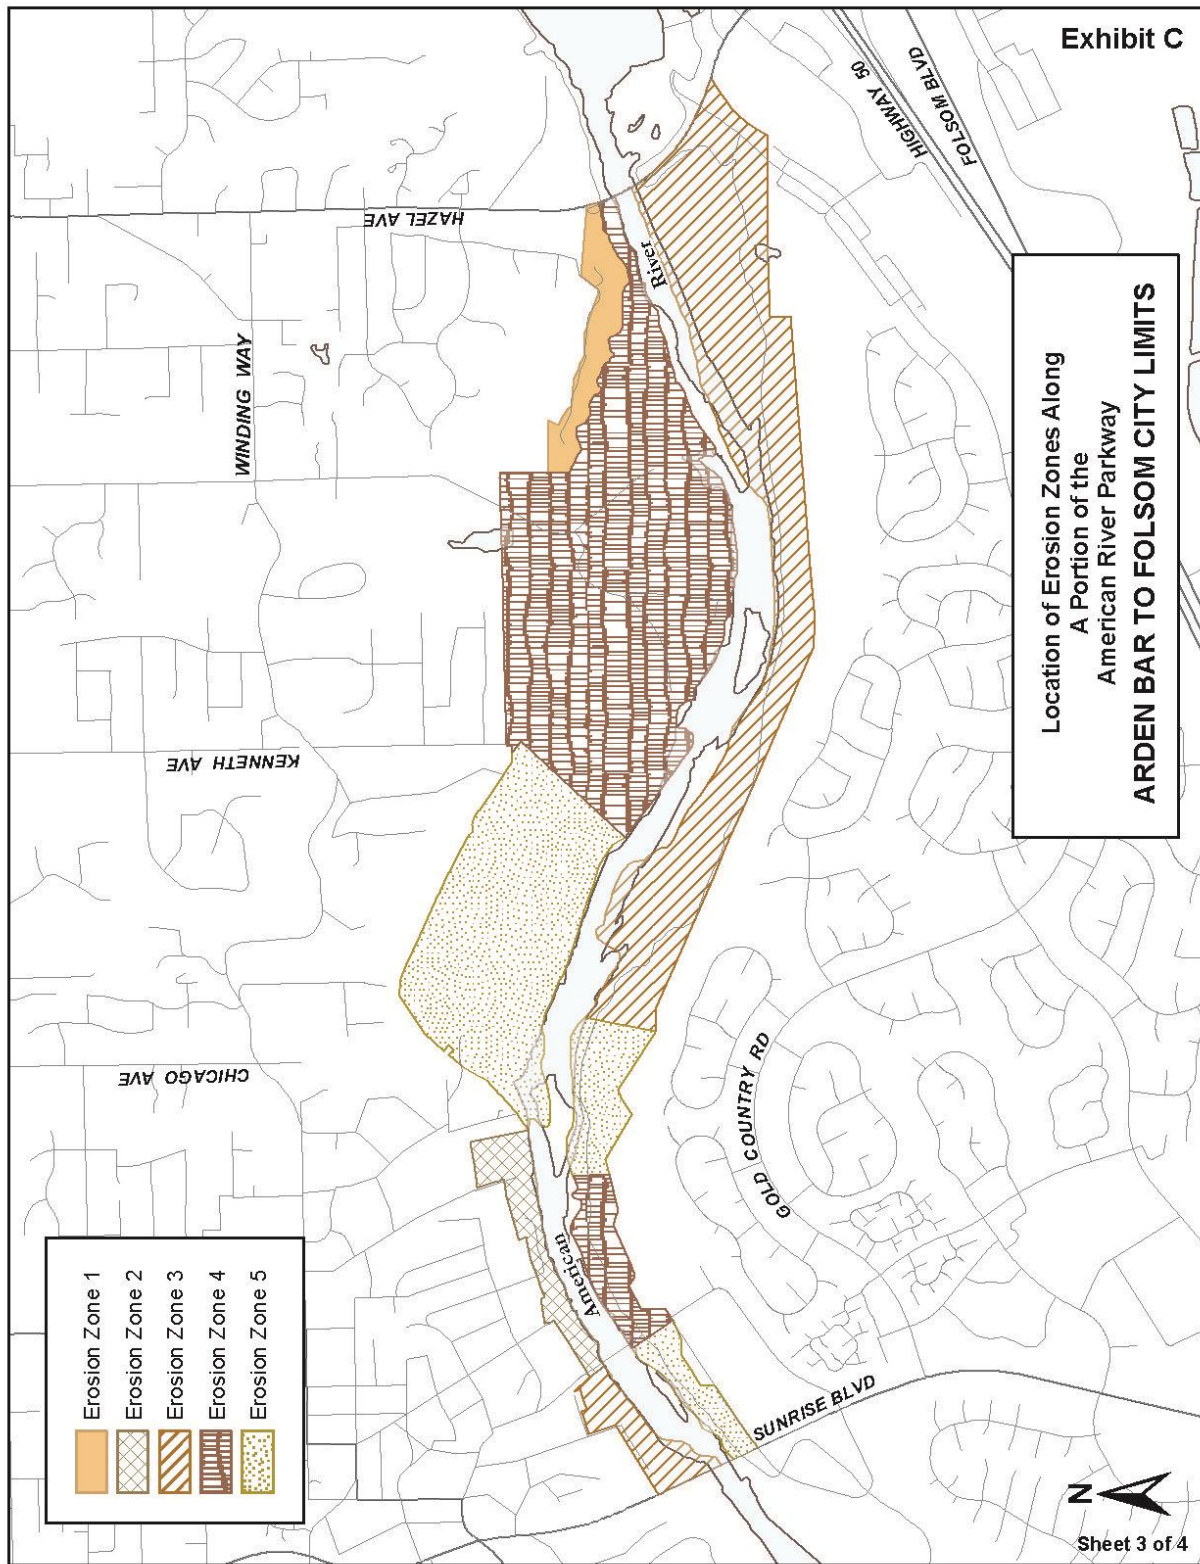 Exhibit C
HIGHWAY 50
FOLSOM BLVD
HAZEL AVE
WINDING WAY
River
KENNETH AVE
CHICAGO AVE
GOLD COUNTRY RD
American
SUNRISE BLVD
Location of Erosion Zones Along
A Portion of the
American River Parkway
ARDEN BAR TO FOLSOM CITY LIMITS
Erosion Zone 1
Erosion Zone 2
Erosion Zone 3
Erosion Zone 4
Erosion Zone 5
N
Sheet 3 of 4